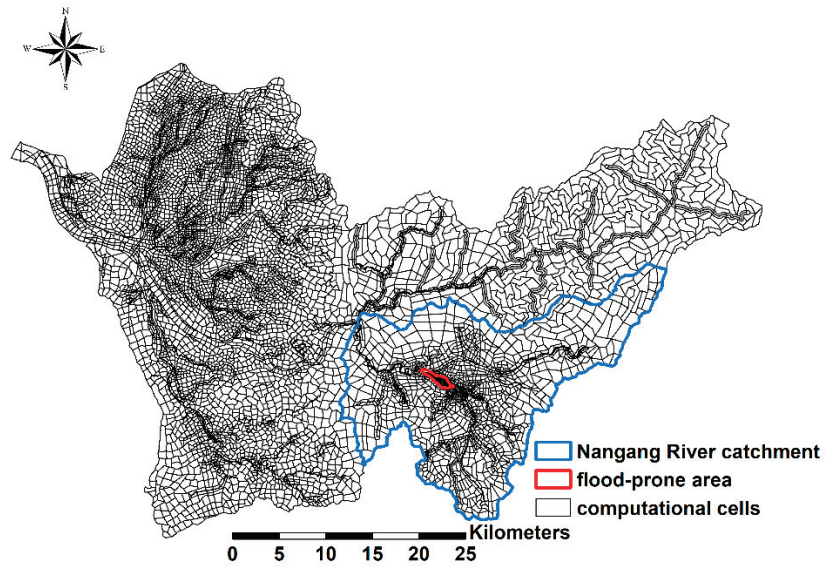 N
W E
S
Nangang River catchment
flood-prone area
computational cells
Kilometers
0 5 10 15 20 25